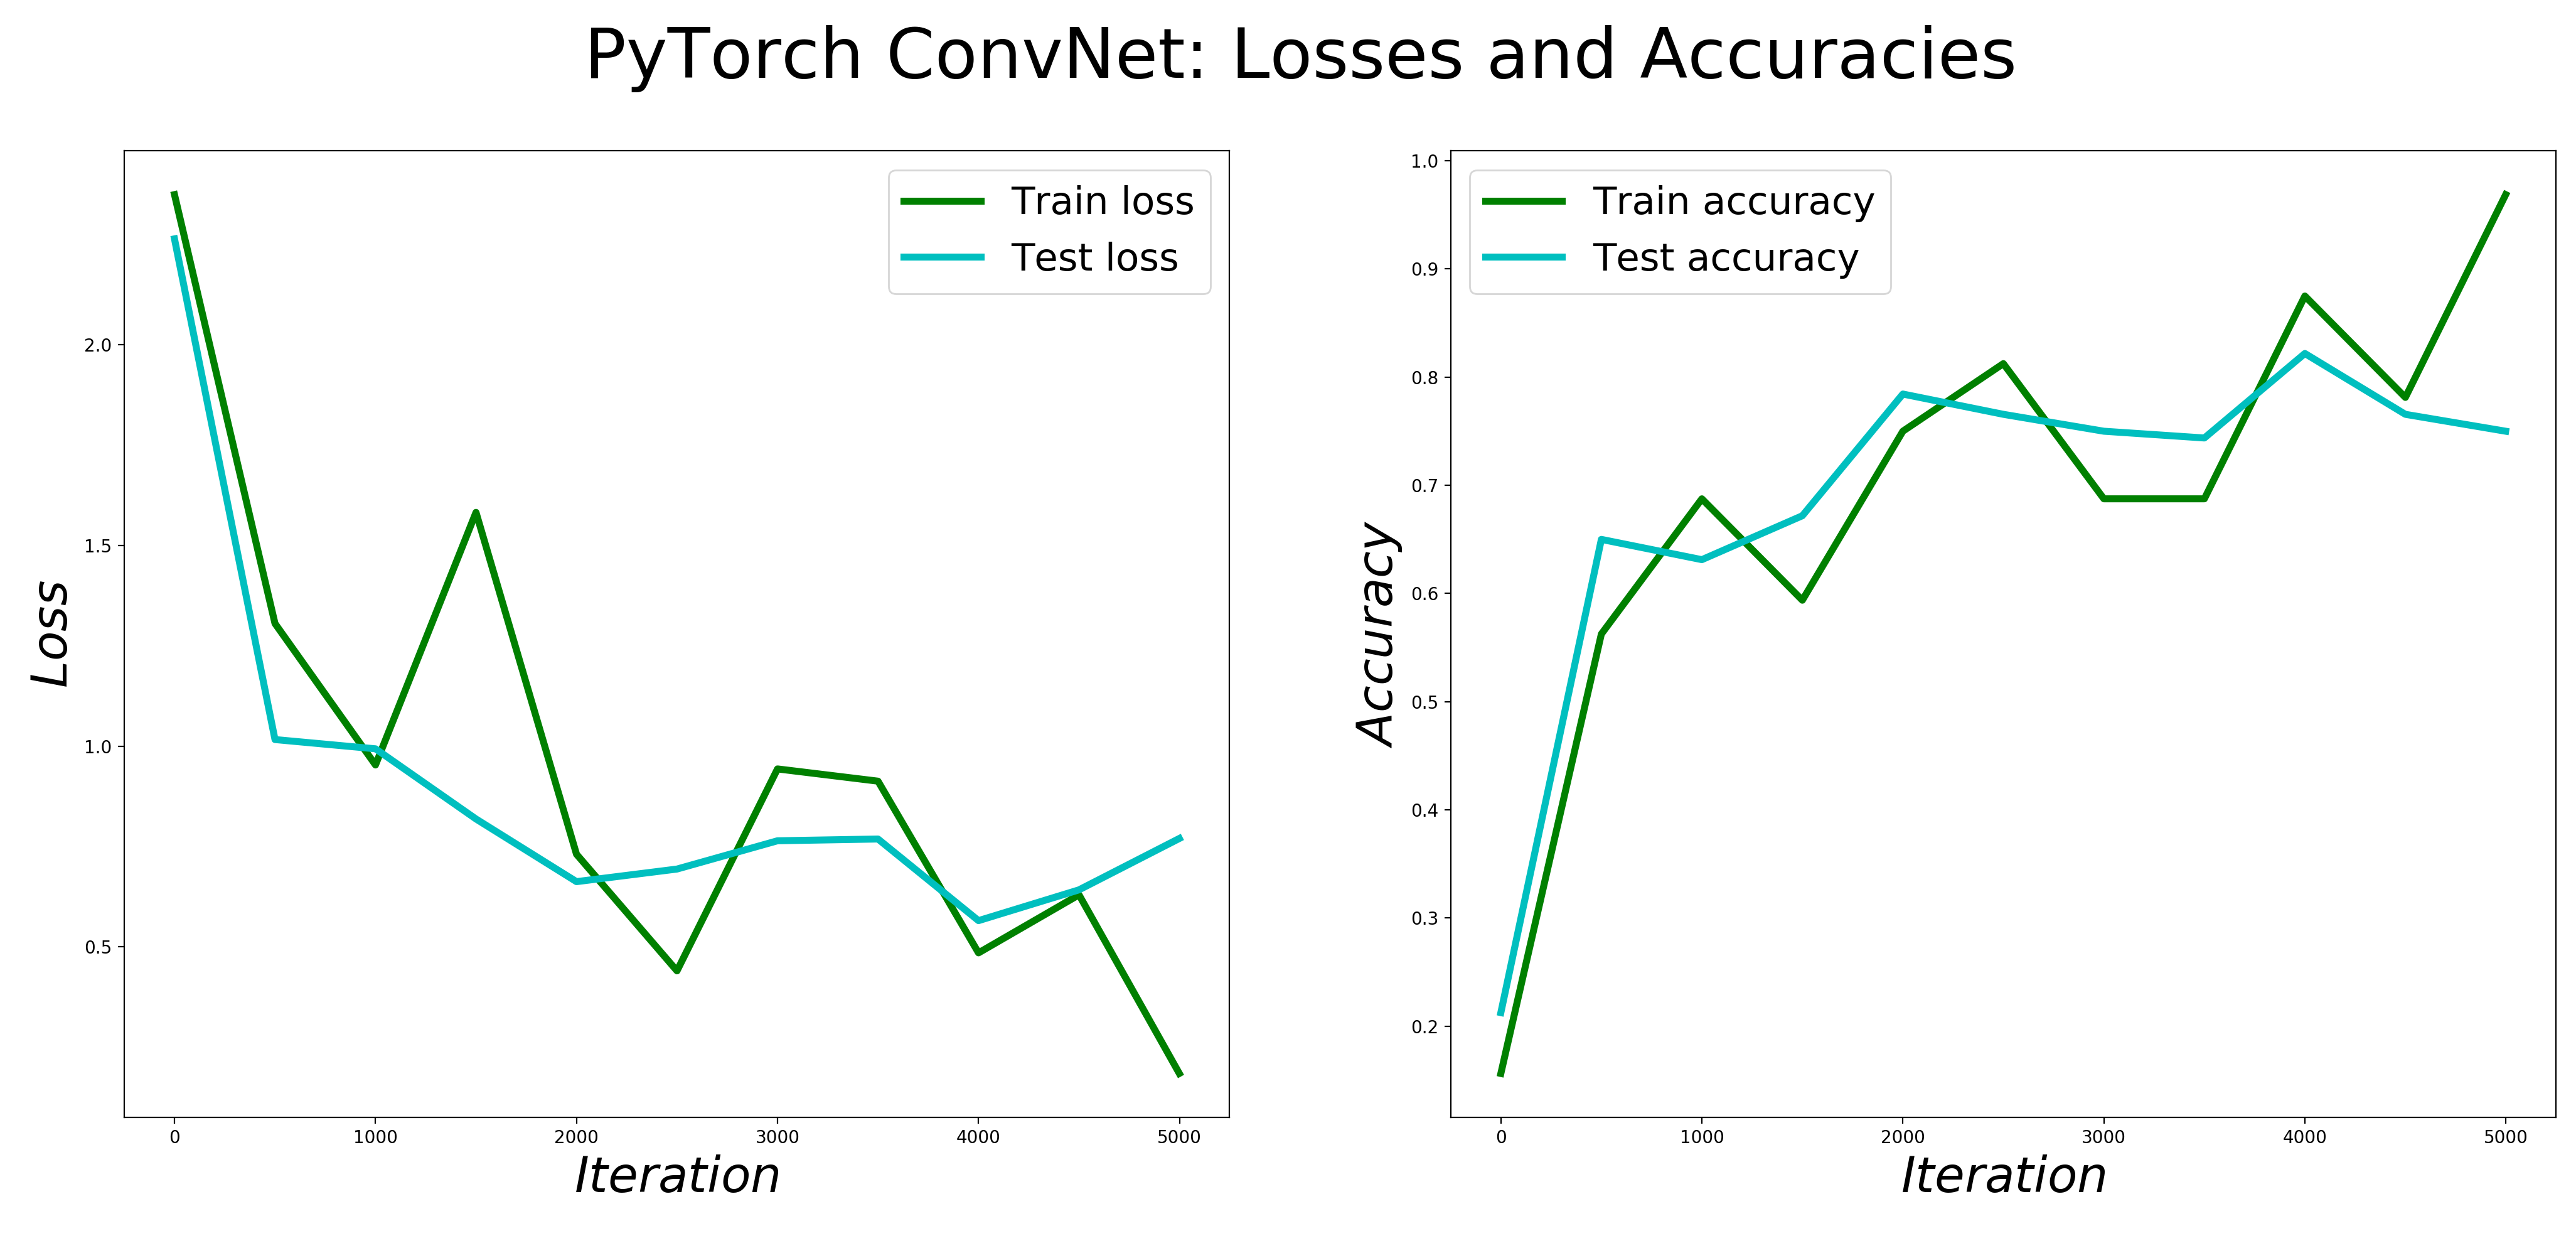 PyTorch ConvNet: Losses and Accuracies
Train loss
Test loss
2.0
1.5
1.0
0.5
Loss
0 1000 2000 3000 4000 5000
Iteration
Train accuracy
Test accuracy
1.0
0.9
0.8
0.7
0.6
0.5
0.4
0.3
0.2
Accuracy
0 1000 2000 3000 4000 5000
Iteration